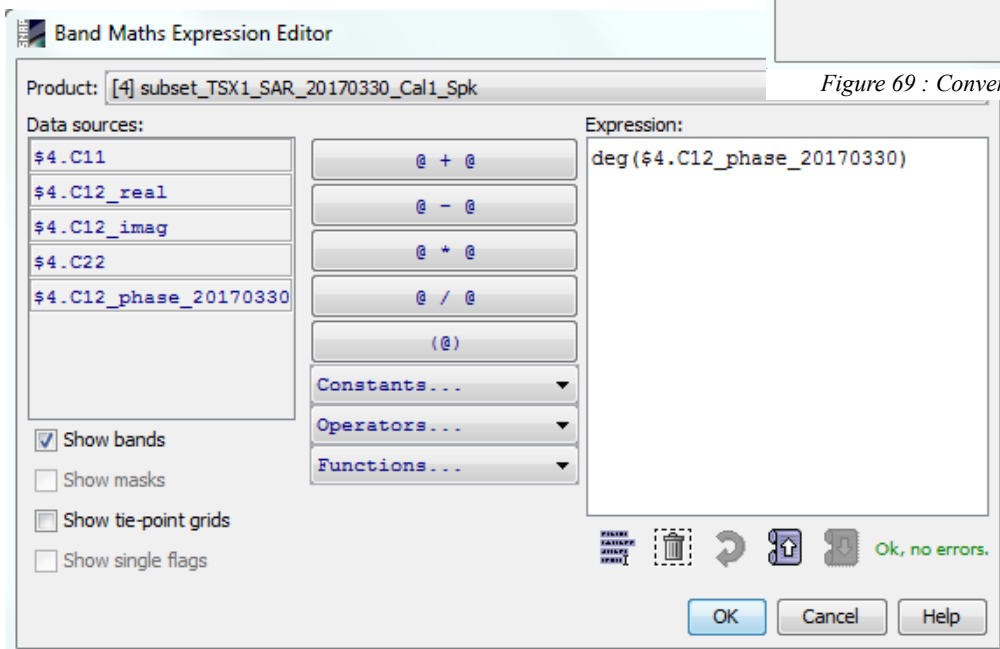 Band Maths Expression Editor
Product: [4] subset_TSX1_SAR_20170330_Cal1_Spk
Figure 69 : Conver
Data sources:
$4.C11
$4.C12_real
$4.C12_imag
$4.C22
$4.C12_phase_20170330
Show bands
Show masks
Show tie-point grids
Show single flags
@ + @
@ - @
@ * @
@ / @
(@)
Constants...
Operators...
Functions...
Expression:
deg($4.C12_phase_20170330)
Ok, no errors.
OK
Cancel
Help